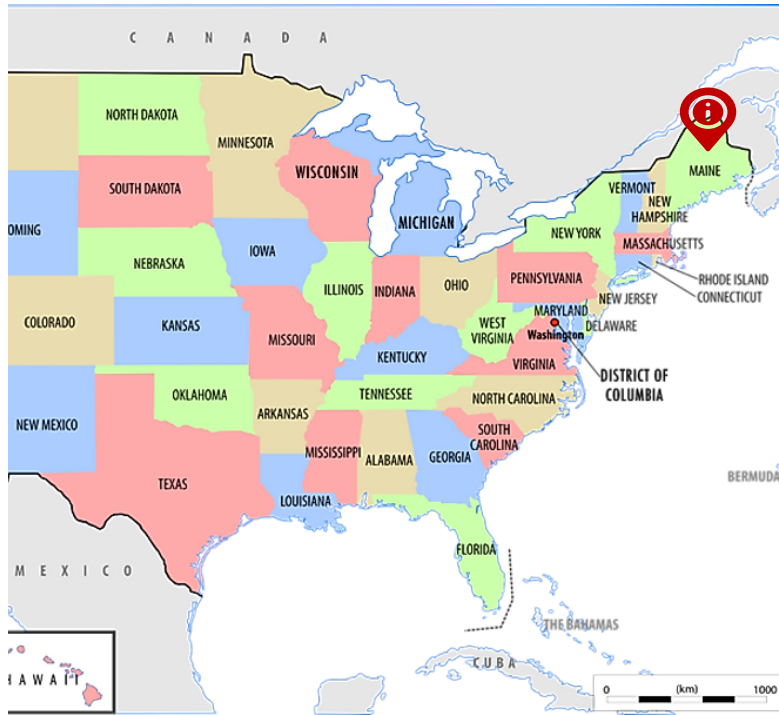 CANADA
NORTH DAKOTA
MINNESOTA
WISCONSIN
MICHIGAN
VERMONT
MAINE
NEW
HAMPSHIRE
SOUTH DAKOTA
NEW YORK
MASSACHUSETTS
OMING
IOWA
NEBRASKA
ILLINOIS
INDIANA
OHIO
PENNSYLVANIA
RHODE ISLAND
CONNECTICUT
NEW JERSEY
COLORADO
KANSAS
MISSOURI
WEST
VIRGINIA
MARYLAND
DELAWARE
Washington
KENTUCKY
VIRGINIA
DISTRICT OF
COLUMBIA
OKLAHOMA
TENNESSEE
NORTH CAROLINA
NEW MEXICO
ARKANSAS
SOUTH
CAROLINA
TEXAS
MISSISSIPPI
ALABAMA
GEORGIA
LOUISIANA
BERMUDA
FLORIDA
MEXICO
THE BAHAMAS
CUBA
HAWAII
0 (km) 1000